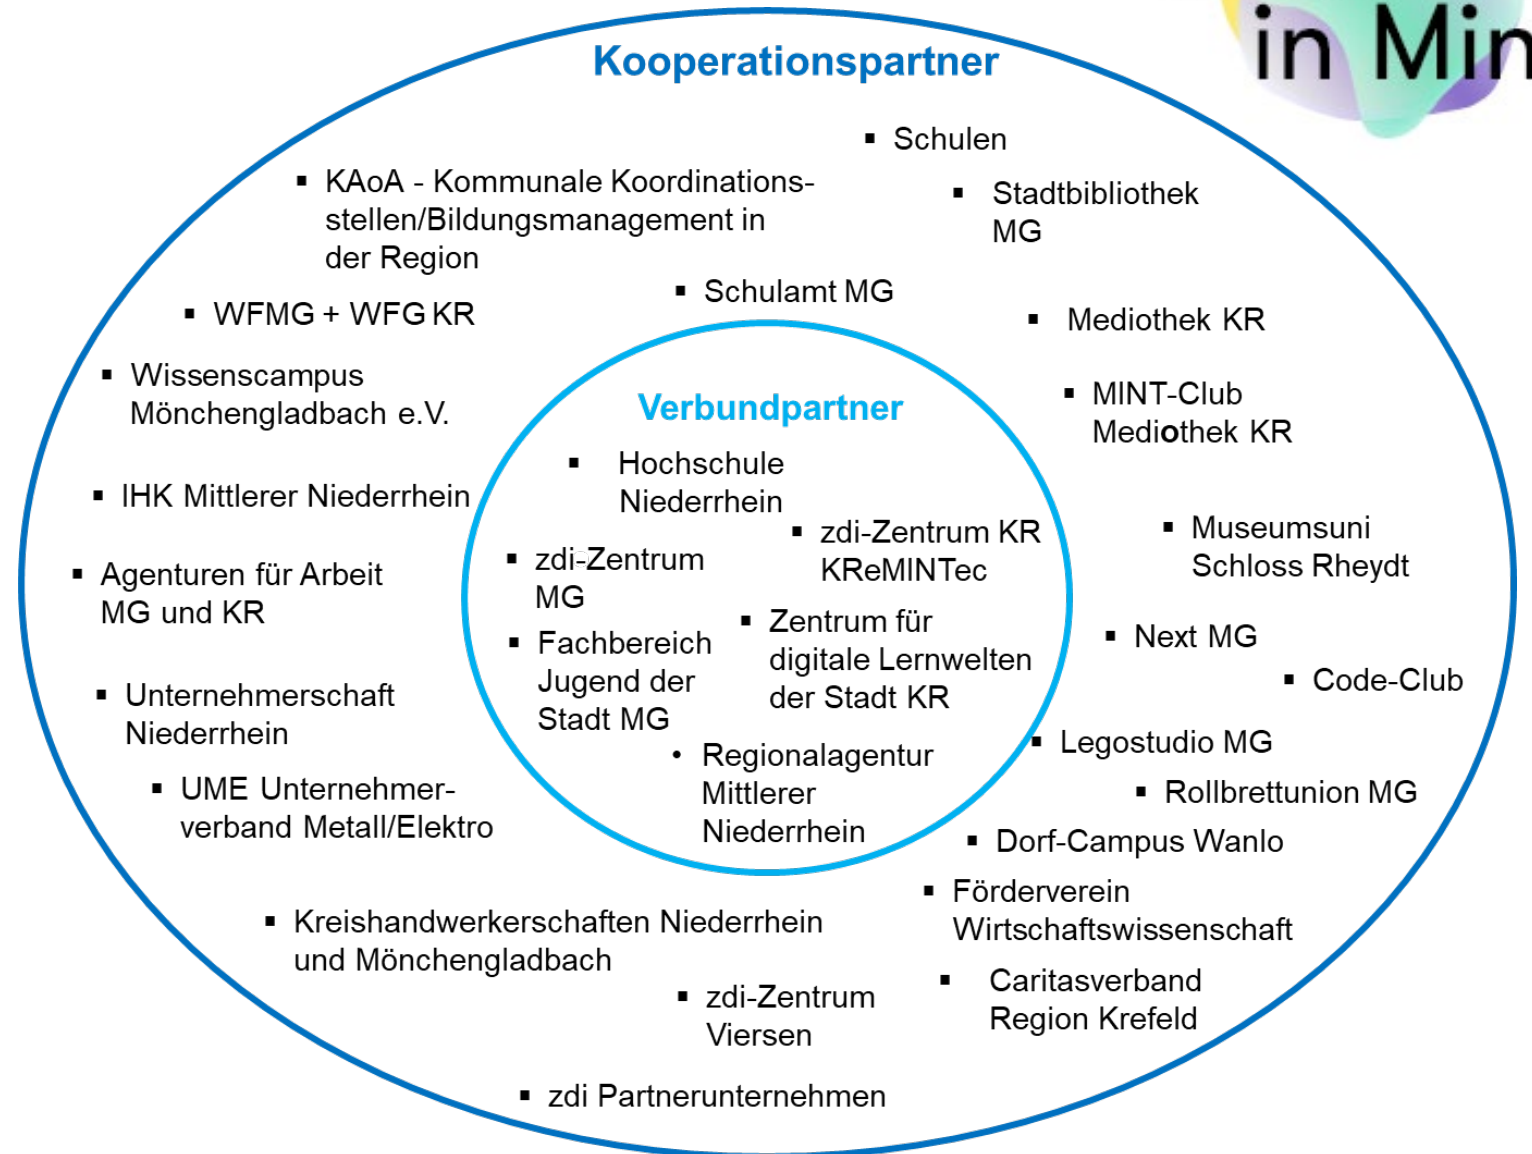 in Min
Kooperationspartner
▪ Schulen
▪ KAoA - Kommunale Koordinations-
stellen/Bildungsmanagement in
der Region
▪ Stadtbibliothek
MG
▪ Schulamt MG
▪ WFMG + WFG KR
▪ Mediothek KR
▪ Wissenscampus
Mönchengladbach e.V.
▪ MINT-Club
Mediothek KR
Verbundpartner
▪ Hochschule
Niederrhein
▪ zdi-Zentrum KR
KReMINTec
▪ zdi-Zentrum
MG
▪ Zentrum für
digitale Lernwelten
der Stadt KR
▪ Fachbereich
Jugend der
Stadt MG
• Regionalagentur
Mittlerer
Niederrhein
▪ IHK Mittlerer Niederrhein
▪ Museumsuni
Schloss Rheydt
▪ Agenturen für Arbeit
MG und KR
▪ Next MG
▪ Code-Club
▪ Unternehmerschaft
Niederrhein
▪ Legostudio MG
▪ UME Unternehmer-
verband Metall/Elektro
▪ Rollbrettunion MG
▪ Dorf-Campus Wanlo
▪ Förderverein
Wirtschaftswissenschaft
▪ Kreishandwerkerschaften Niederrhein
und Mönchengladbach
▪ Caritasverband
Region Krefeld
▪ zdi-Zentrum
Viersen
▪ zdi Partnerunternehmen